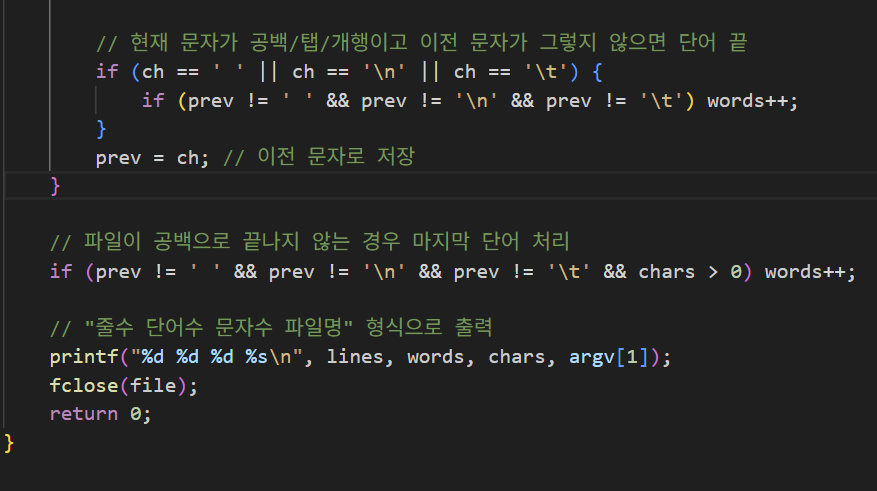 // 현재 문자가 공백/탭/개행이고 이전 문자가 그렇지 않으면 단어 끝
if (ch == ' ' || ch == '\n' || ch == '\t') {
if (prev != ' ' && prev != '\n' && prev != '\t') words++;
}
prev = ch; // 이전 문자로 저장
}
// 파일이 공백으로 끝나지 않는 경우 마지막 단어 처리
if (prev != ' ' && prev != '\n' && prev != '\t' && chars > 0) words++;
// "줄수 단어수 문자수 파일명" 형식으로 출력
printf("%d %d %d %s\n", lines, words, chars, argv[1]);
fclose(file);
return 0;
}